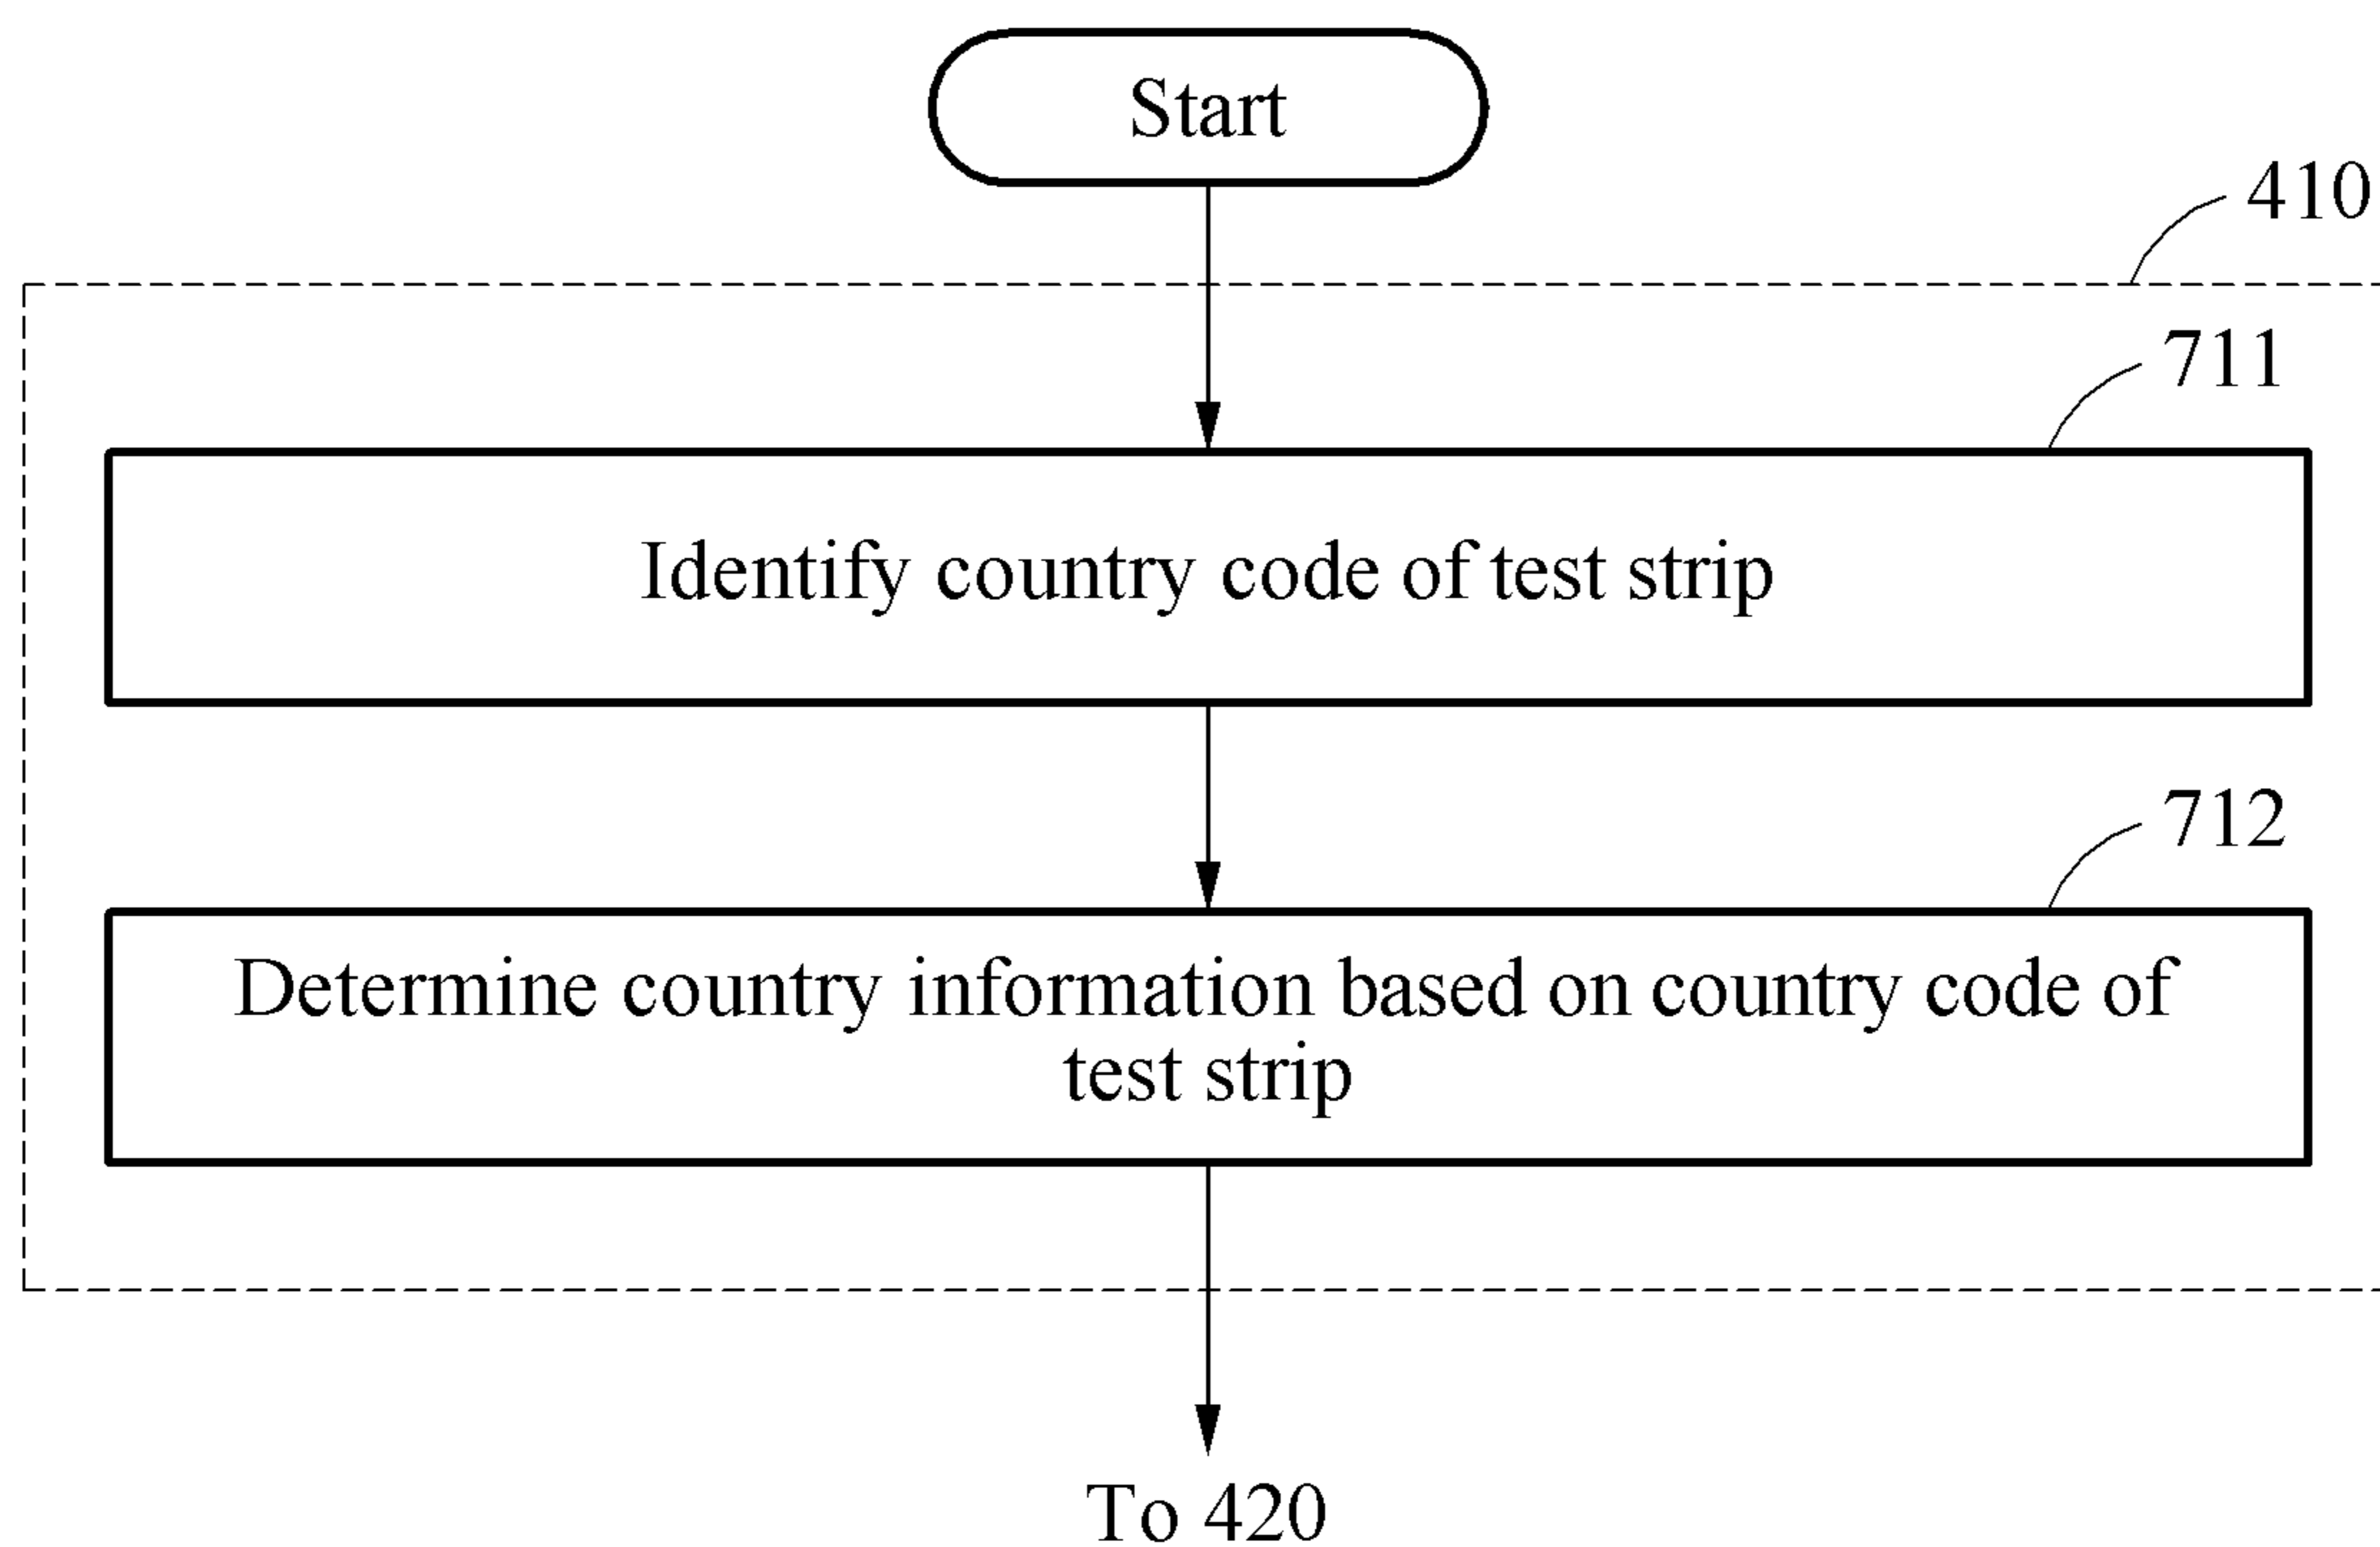 Start
410
711
Identify country code of test strip
712
Determine country information based on country code of
test strip
To 420